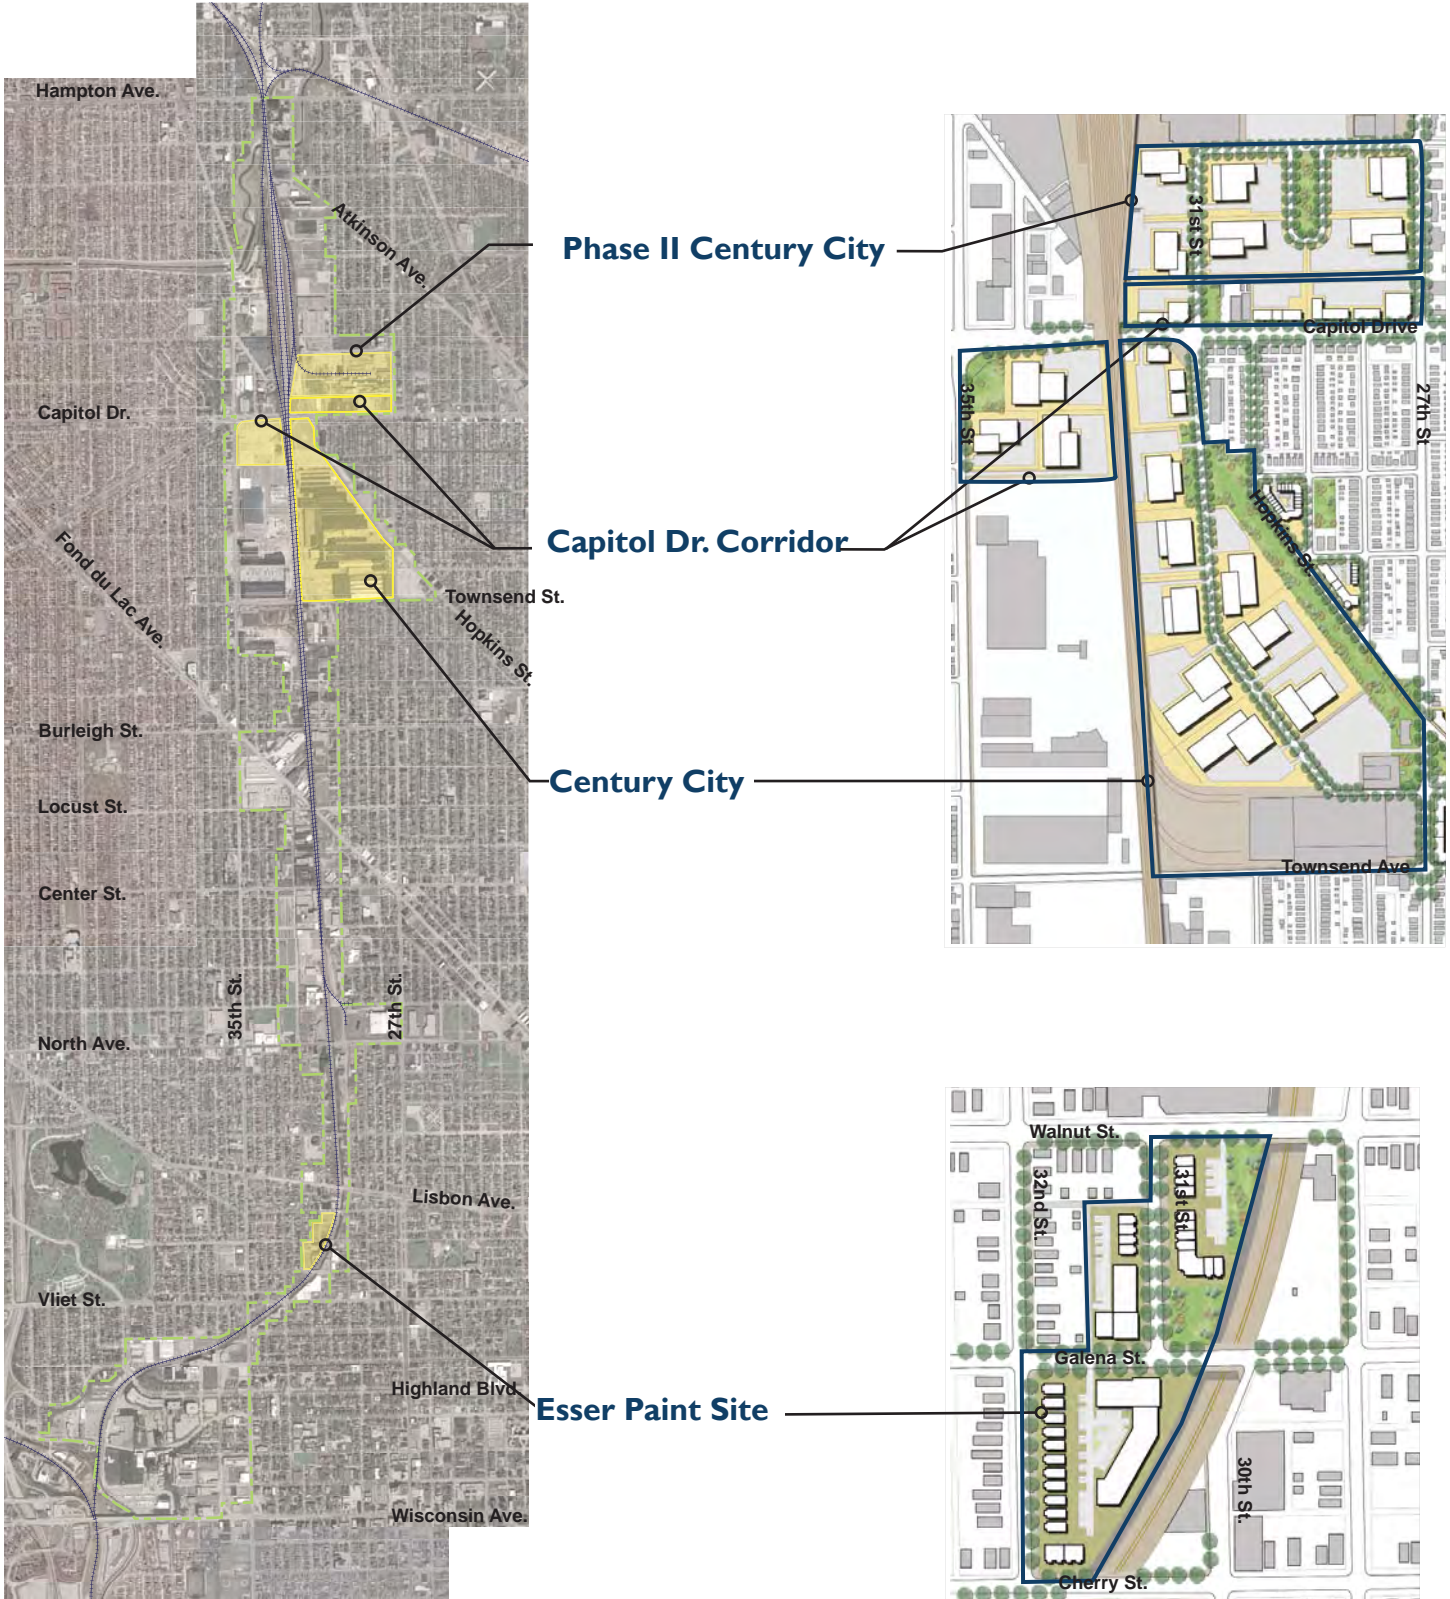 Hampton Ave.
Atkinson Ave.
Capitol Dr.
Fond du Lac Ave.
Townsend St.
Hopkins St.
Burleigh St.
Locust St.
Center St.
35th St.
27th St.
North Ave.
Lisbon Ave.
Vliet St.
Highland Blvd
Wisconsin Ave.
Phase II Century City
Capitol Dr. Corridor
Century City
Esser Paint Site
31st St
Capitol Drive
35th St
27th St
Hopkins St.
Townsend Ave
Walnut St.
32nd St.
31st St.
Galena St.
30th St.
Cherry St.